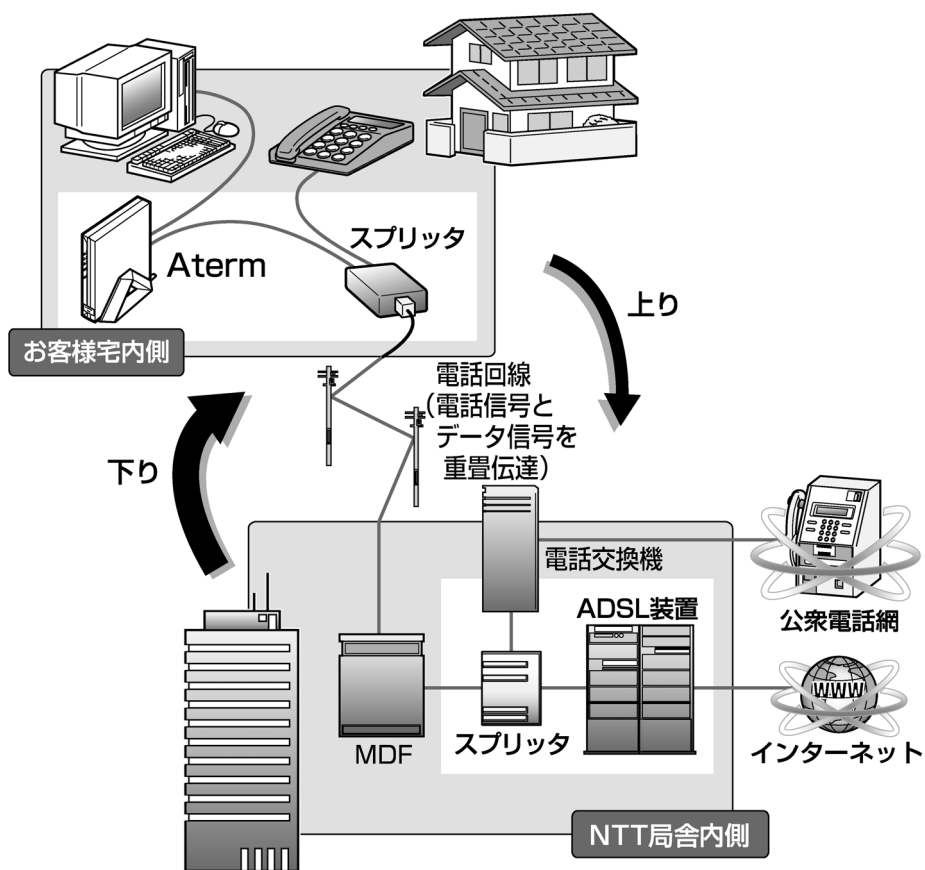 スプリッタ
Aterm
上り
お客様宅内側
電話回線
(電話信号と
データ信号を
重畳伝達)
下り
電話交換機
ADSL装置
公衆電話網
WWW
スプリッタ
MDF
インターネット
NTT局舎内側